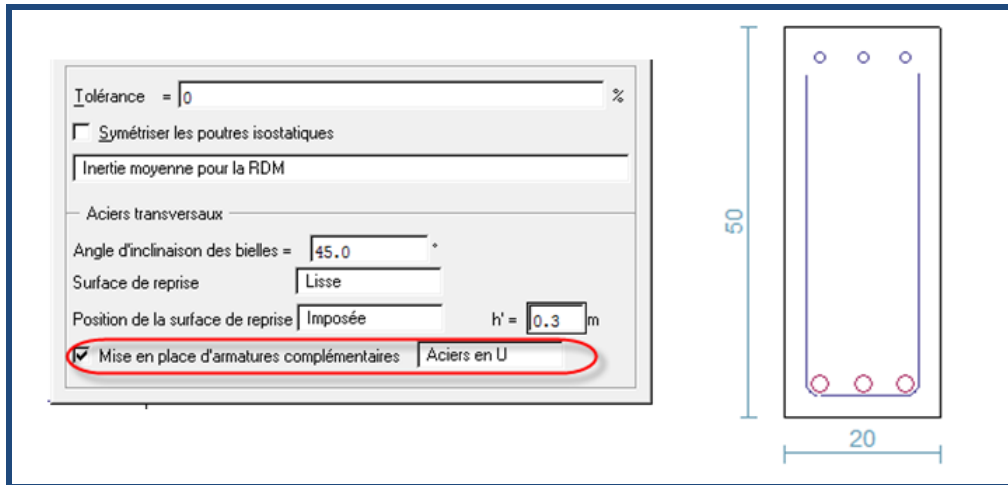 Tolérance = 0 %
Symétriser les poutres isostatiques
Inertie moyenne pour la RDM
Aciers transversaux
Angle d'inclinaison des bielles = 45.0 °
Surface de reprise Lisse
Position de la surface de reprise Imposée h' = 0.3 m
Mise en place d'armatures complémentaires Aciers en U
50
20